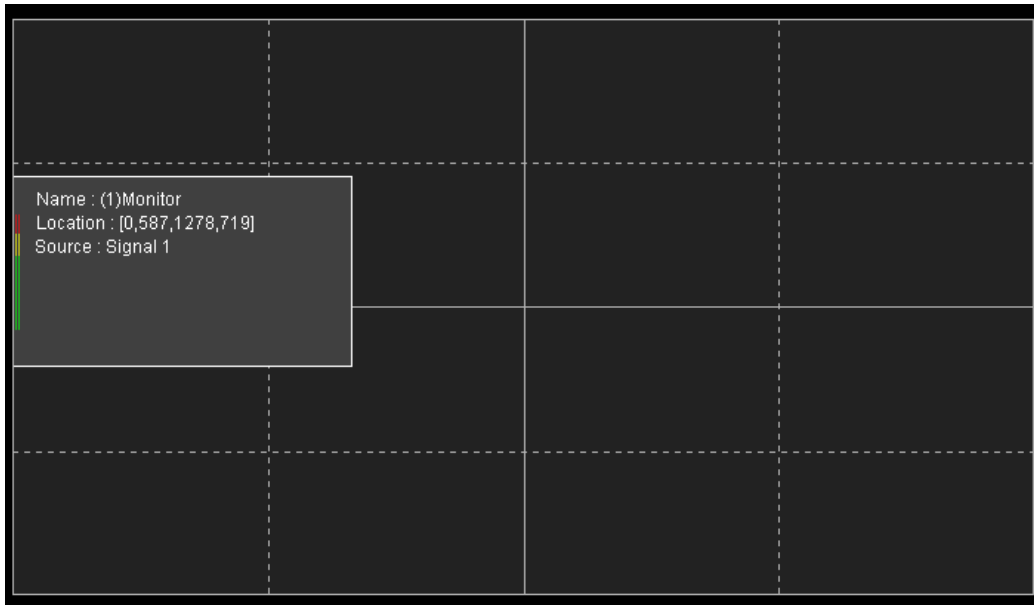 Name : (1)Monitor
Location : [0,587,1278,719]
Source : Signal 1